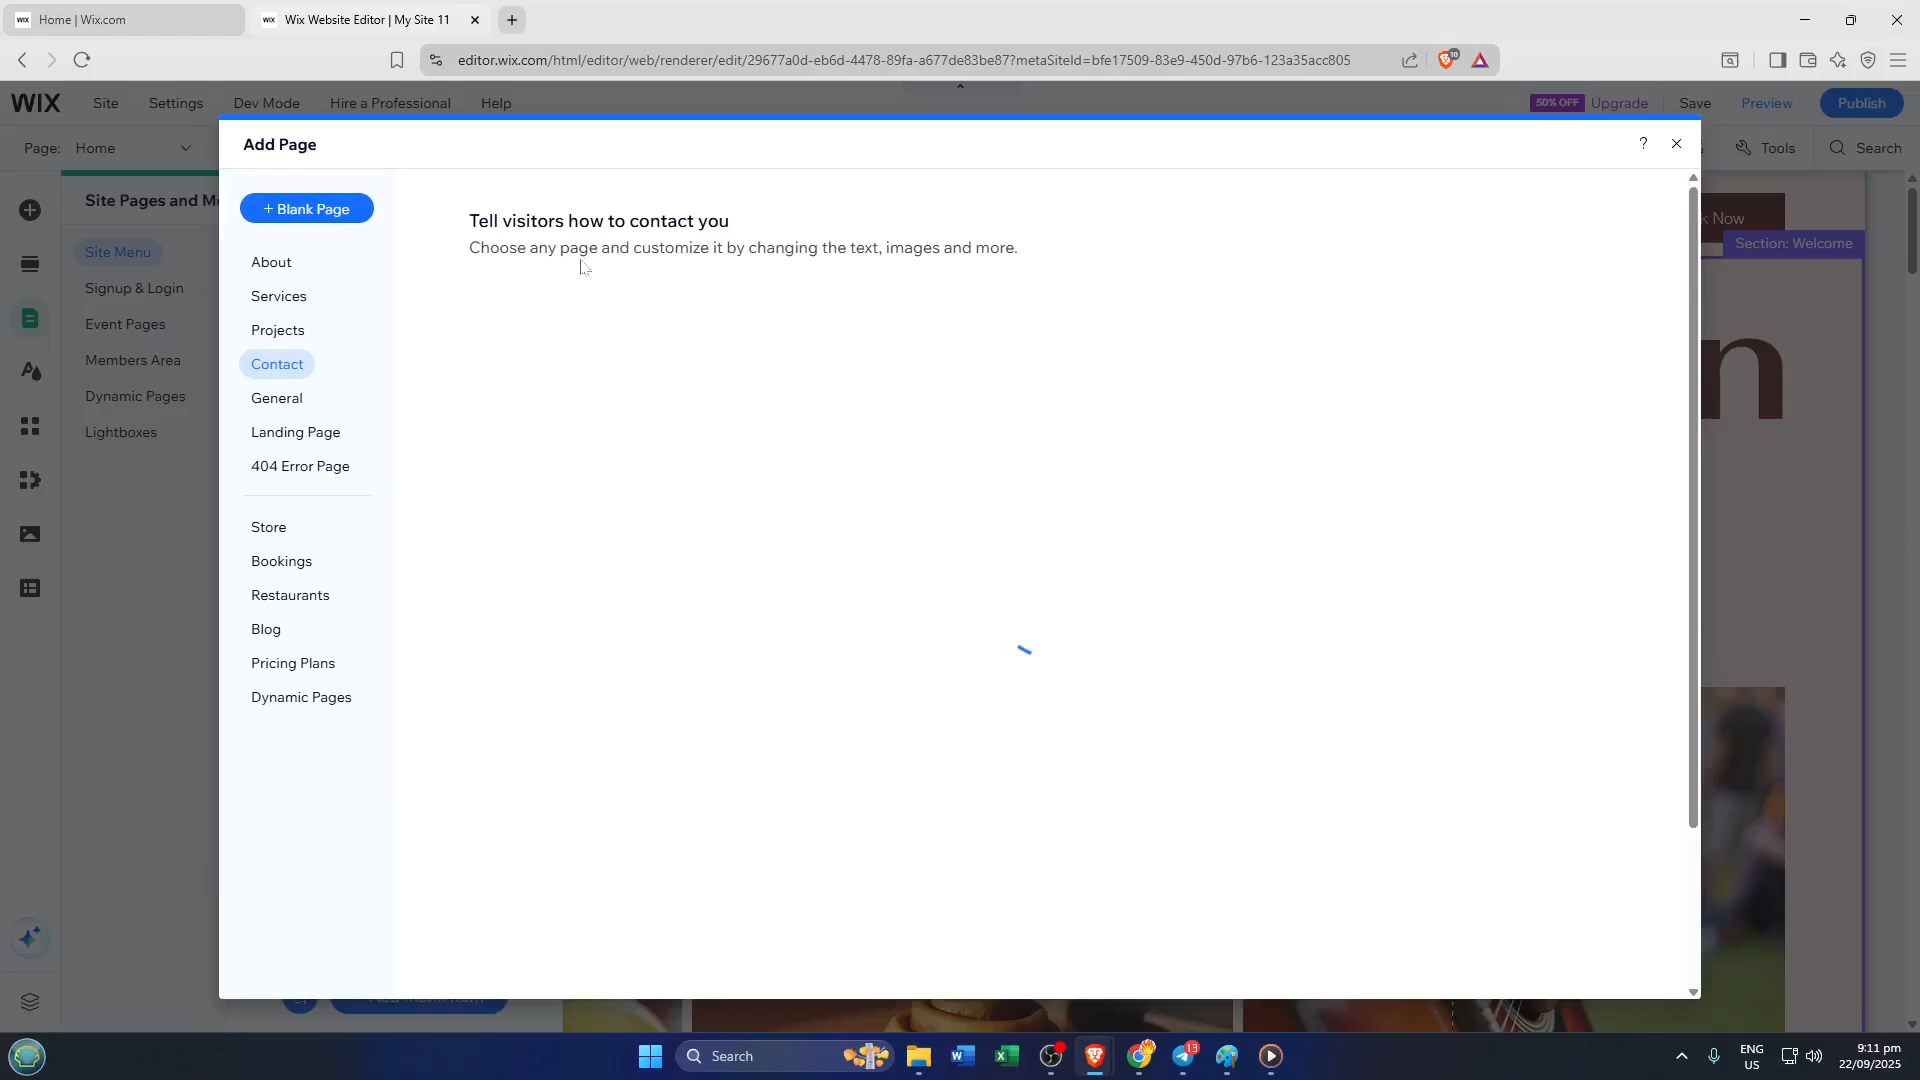 Home | Wix.com
Wix Website Editor | My Site 11
editor.wix.com/html/editor/web/renderer/edit/29677a0d-eb6d-4478-89fa-a677de83be87?metaSiteId=bfe17509-83e9-450d-97b6-123a35acc805
WIX Site Settings Dev Mode Hire a Professional Help 50% OFF Upgrade Save Preview Publish
Page: Home Tools Search
Add Page ?
Site Pages and M
Site Menu
Signup & Login
Event Pages
Members Area
Dynamic Pages
Lightboxes
+ Blank Page
About
Services
Projects
Contact
General
Landing Page
404 Error Page
Store
Bookings
Restaurants
Blog
Pricing Plans
Dynamic Pages
Tell visitors how to contact you
Choose any page and customize it by changing the text, images and more.
k Now
Section: Welcome
n
Search
13
ENG
US
9:11 pm
22/09/2025